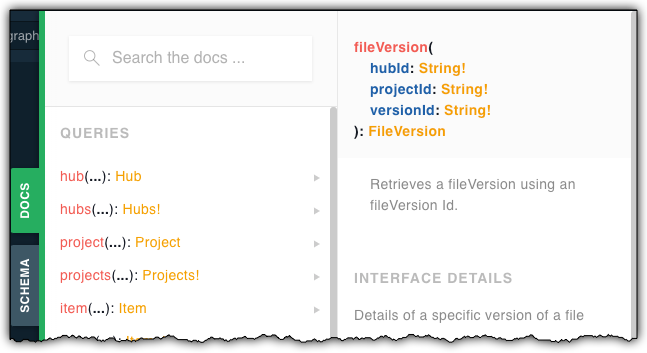 graph
Search the docs ...
QUERIES
hub(...): Hub
hubs(...): Hubs!
project(...): Project
projects(...): Projects!
item(...): Item
DOCS
SCHEMA
fileVersion(
hubId: String!
projectId: String!
versionId: String!
): FileVersion
Retrieves a fileVersion using an
fileVersion Id.
INTERFACE DETAILS
Details of a specific version of a file